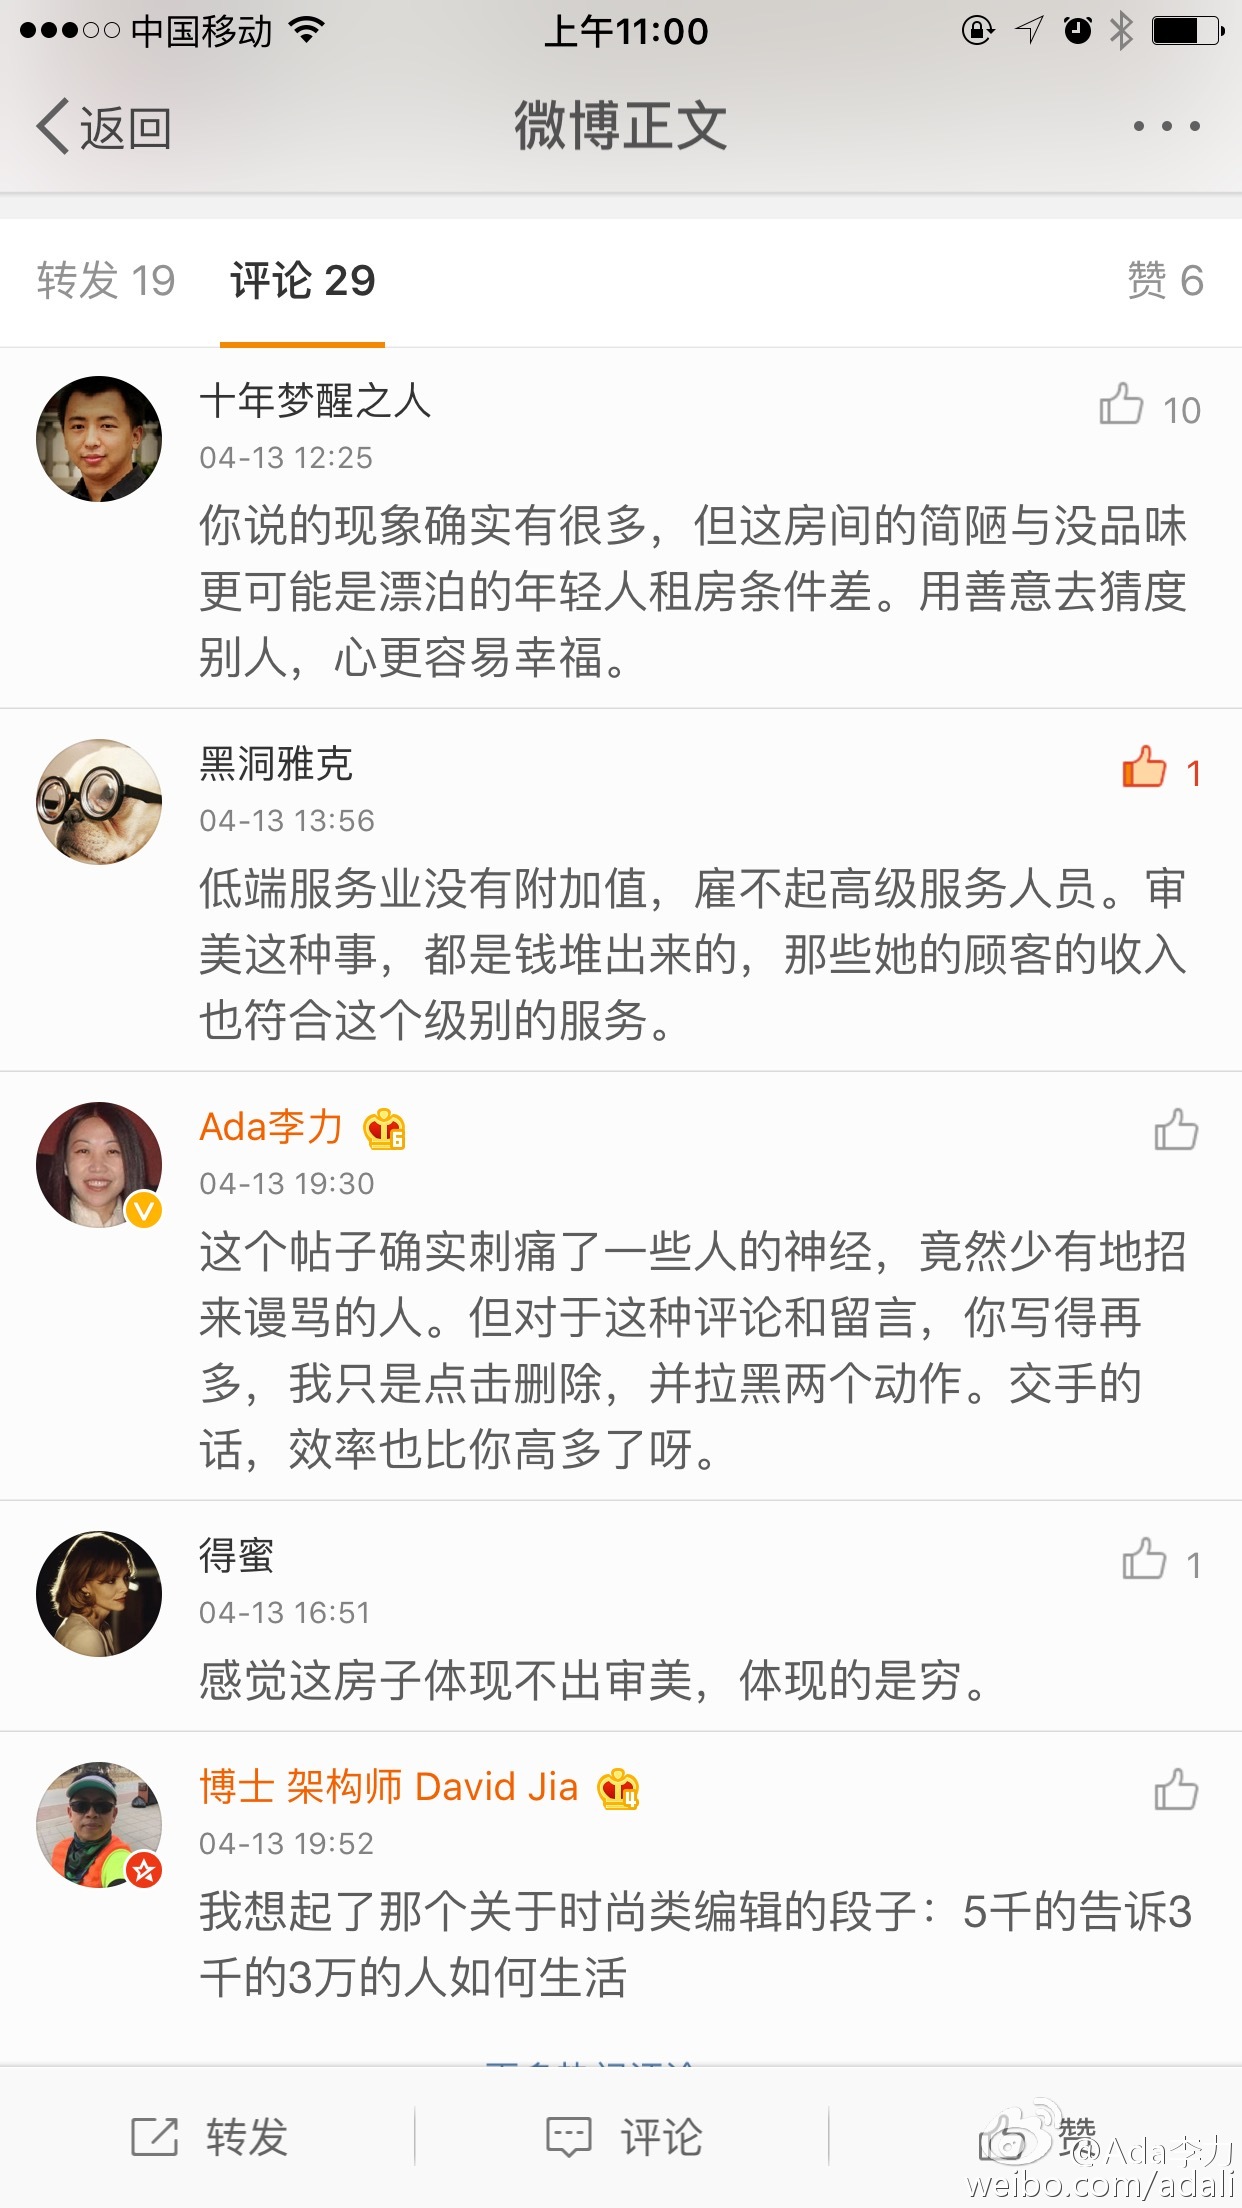 中国移动
上午11:00
返回
微博正文
转发 19
评论 29
赞 6
十年梦醒之人
10
04-13 12:25
你说的现象确实有很多，但这房间的简陋与没品味
更可能是漂泊的年轻人租房条件差。用善意去猜度
别人，心更容易幸福。
黑洞雅克
1
04-13 13:56
低端服务业没有附加值，雇不起高级服务人员。审
美这种事，都是钱堆出来的，那些她的顾客的收入
也符合这个级别的服务。
Ada李力
6
04-13 19:30
这个帖子确实刺痛了一些人的神经，竟然少有地招
来谩骂的人。但对于这种评论和留言，你写得再
多，我只是点击删除，并拉黑两个动作。交手的
话，效率也比你高多了呀。
得蜜
1
04-13 16:51
感觉这房子体现不出审美，体现的是穷。
博士 架构师 David Jia
4
04-13 19:52
我想起了那个关于时尚类编辑的段子：5千的告诉3
千的3万的人如何生活
转发
评论
赞
@Ada李力
weibo.com/adali